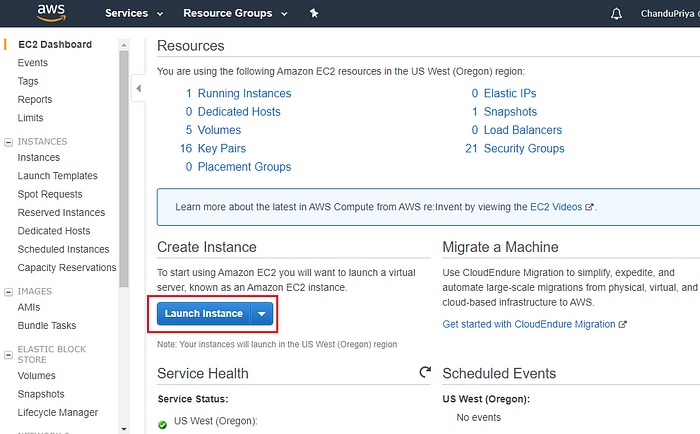 aws
Services
Resource Groups
ChanduPriya
EC2 Dashboard
Events
Tags
Reports
Limits
INSTANCES
Instances
Launch Templates
Spot Requests
Reserved Instances
Dedicated Hosts
Scheduled Instances
Capacity Reservations
IMAGES
AMIs
Bundle Tasks
ELASTIC BLOCK
STORE
Volumes
Snapshots
Lifecycle Manager
Resources
You are using the following Amazon EC2 resources in the US West (Oregon) region:
1 Running Instances
0 Elastic IPs
0 Dedicated Hosts
1 Snapshots
5 Volumes
0 Load Balancers
16 Key Pairs
21 Security Groups
0 Placement Groups
Learn more about the latest in AWS Compute from AWS re:Invent by viewing the EC2 Videos.
Create Instance
To start using Amazon EC2 you will want to launch a virtual
server, known as an Amazon EC2 instance.
Launch Instance
Note: Your instances will launch in the US West (Oregon) region
Migrate a Machine
Use CloudEndure Migration to simplify, expedite, and
automate large-scale migrations from physical, virtual, and
cloud-based infrastructure to AWS.
Get started with CloudEndure Migration
Service Health
Service Status:
US West (Oregon):
Scheduled Events
US West (Oregon):
No events